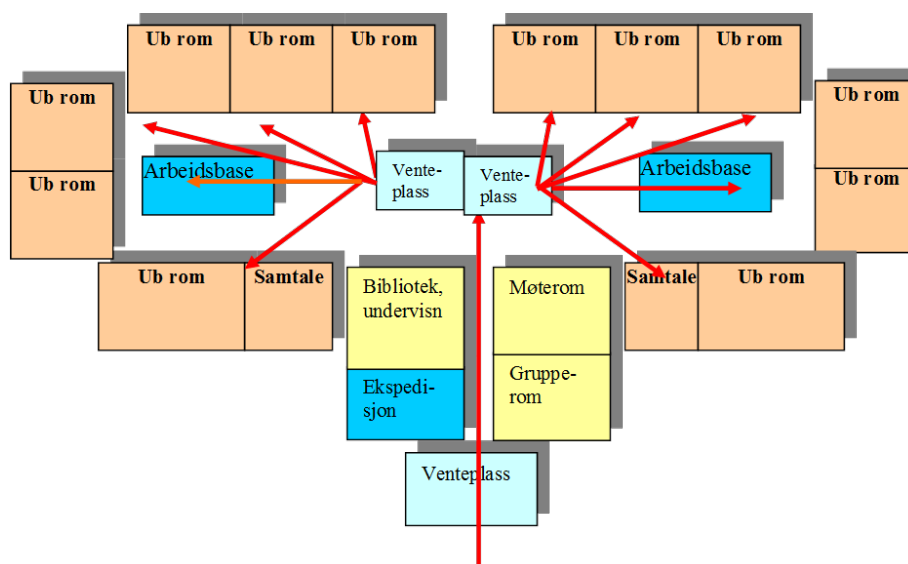 Ub rom Ub rom Ub rom Ub rom Ub rom Ub rom
Ub rom
Ub rom
Arbeidsbase
Vente-
plass
Vente-
plass
Arbeidsbase
Ub rom
Ub rom
Ub rom Samtale
Bibliotek,
undervisn
Møterom
Samtale Ub rom
Ekspedi-
sjon
Gruppe-
rom
Venteplass